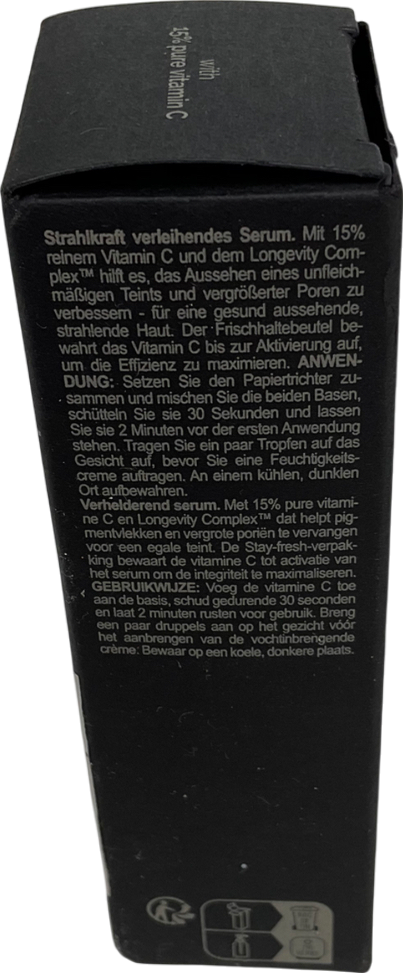 with
15% pure vitamin C
Strahlkraft verleihendes Serum. Mit 15%
reinem Vitamin C und dem Longevity Com-
plex™ hilft es, das Aussehen eines unfleich-
mäßigen Teints und vergrößerter Poren zu
verbessern - für eine gesund aussehende,
strahlende Haut. Der Frischhaltebeutel be-
wahrt das Vitamin C bis zur Aktivierung auf,
um die Effizienz zu maximieren. ANWEN-
DUNG: Setzen Sie den Papiertrichter zu-
sammen und mischen Sie die beiden Basen,
schütteln Sie sie 30 Sekunden und lassen
Sie sie 2 Minuten vor der ersten Anwendung
stehen. Tragen Sie ein paar Tropfen auf das
Gesicht auf, bevor Sie eine Feuchtigkeits-
creme auftragen. An einem kühlen, dunklen
Ort aufbewahren.
Verhelderend serum. Met 15% pure vitami-
ne C en Longevity Complex™ dat helpt pig-
mentvlekken en vergrote poriën te vervangen
voor een egale teint. De Stay-fresh-verpak-
king bewaart de vitamine C tot activatie van
het serum om de integriteit te maximaliseren.
GEBRUIKWIJZE: Voeg de vitamine C toe
aan de basis, schud gedurende 30 seconden
en laat 2 minuten rusten voor gebruik. Breng
een paar druppels aan op het gezicht vóór
het aanbrengen van de vochtinbrengende
crème: Bewaar op een koele, donkere plaats.